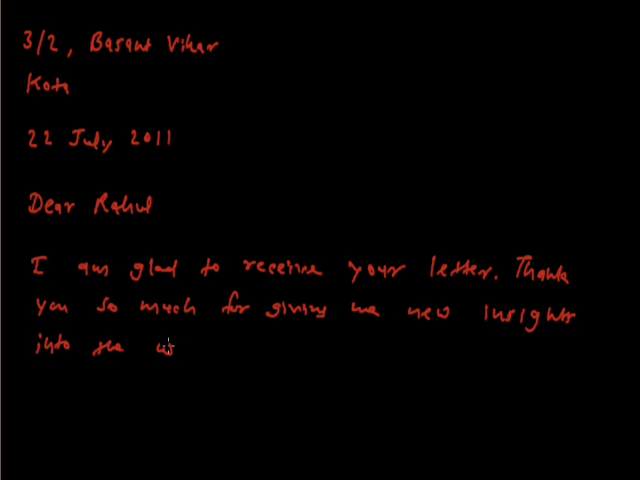 3/2, Basant Vihar
Kota
22 July 2011
Dear Rahul
I am glad to receive your letter. Thank
you so much for giving me new insights
into the